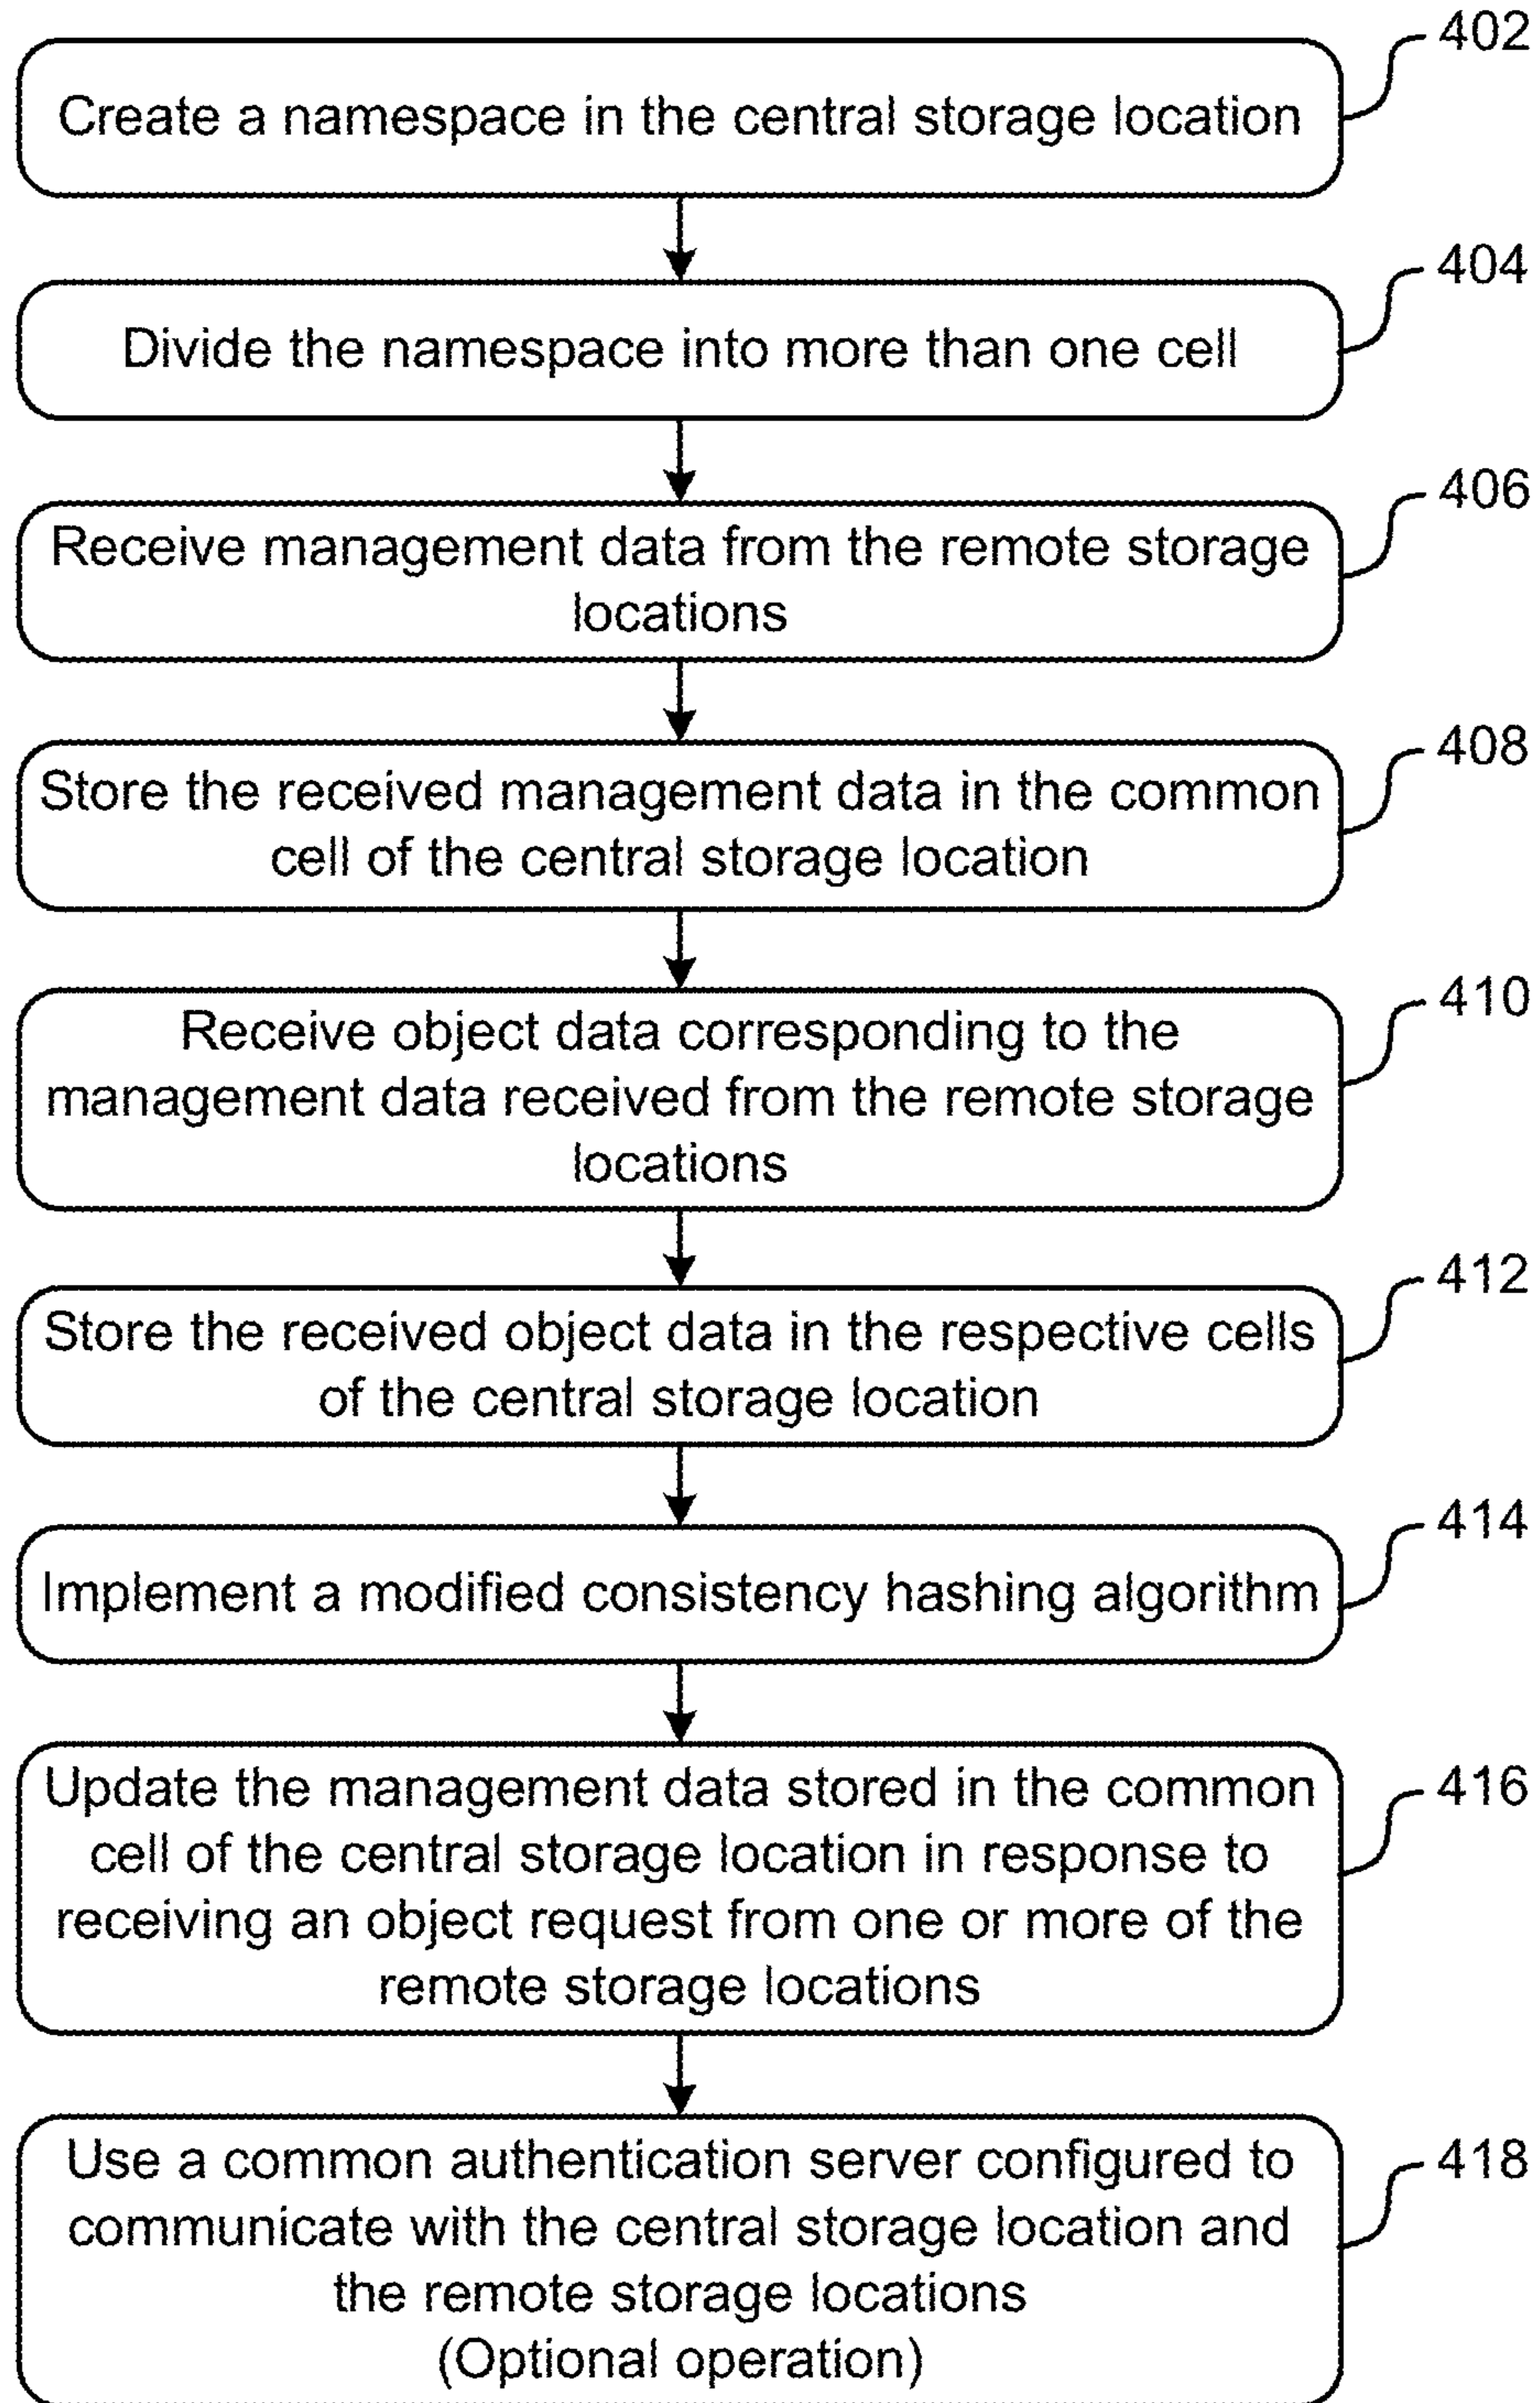 402
Create a namespace in the central storage location
404
Divide the namespace into more than one cell
406
Receive management data from the remote storage
locations
408
Store the received management data in the common
cell of the central storage location
410
Receive object data corresponding to the
management data received from the remote storage
locations
412
Store the received object data in the respective cells
of the central storage location
414
Implement a modified consistency hashing algorithm
416
Update the management data stored in the common
cell of the central storage location in response to
receiving an object request from one or more of the
remote storage locations
418
Use a common authentication server configured to
communicate with the central storage location and
the remote storage locations
(Optional operation)